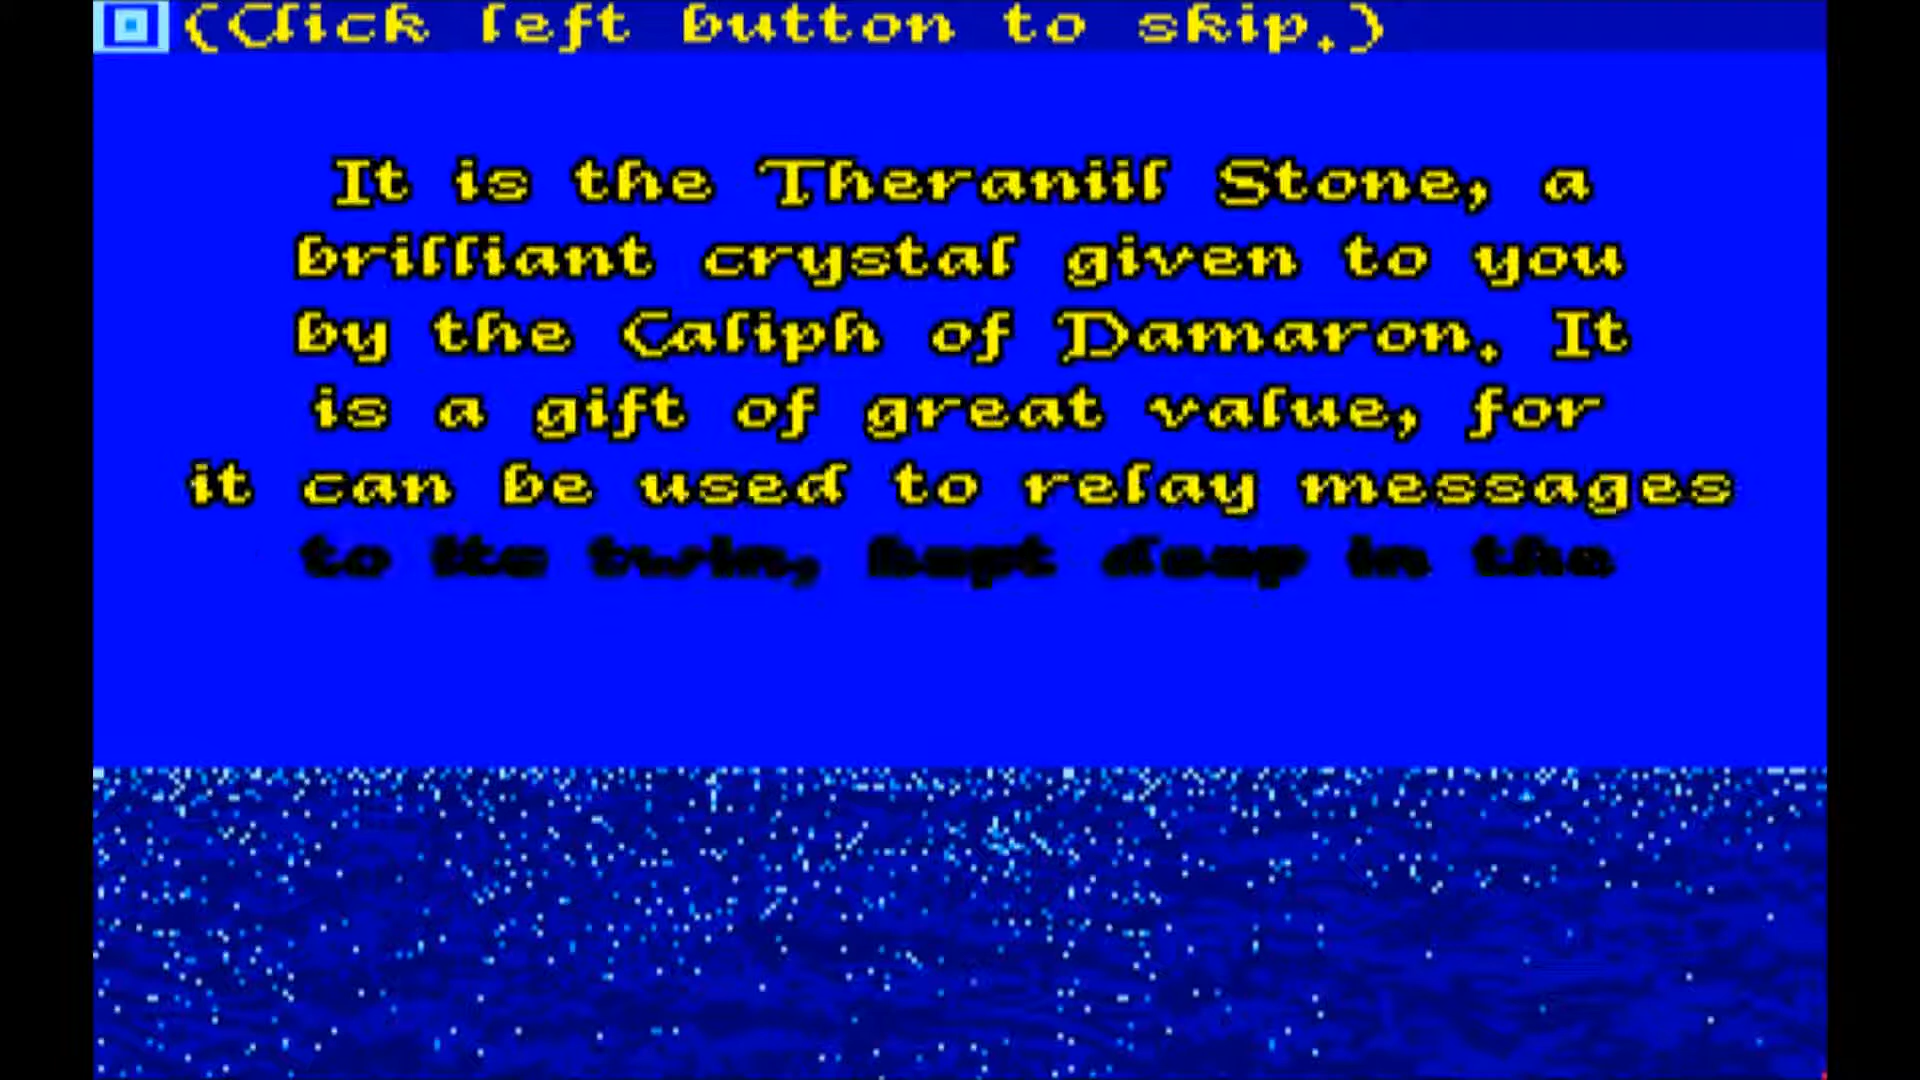 (Click left button to skip.)
It is the Theraniil Stone, a
brilliant crystal given to you
by the Caliph of Damaron. It
is a gift of great value, for
it can be used to relay messages
to its twin, kept deep in the